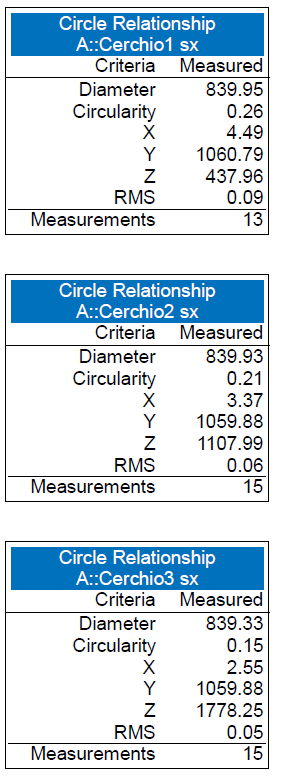 Circle Relationship
A::Cerchio1 sx
Criteria Measured
Diameter 839.95
Circularity 0.26
X 4.49
Y 1060.79
Z 437.96
RMS 0.09
Measurements 13
Circle Relationship
A::Cerchio2 sx
Criteria Measured
Diameter 839.93
Circularity 0.21
X 3.37
Y 1059.88
Z 1107.99
RMS 0.06
Measurements 15
Circle Relationship
A::Cerchio3 sx
Criteria Measured
Diameter 839.33
Circularity 0.15
X 2.55
Y 1059.88
Z 1778.25
RMS 0.05
Measurements 15